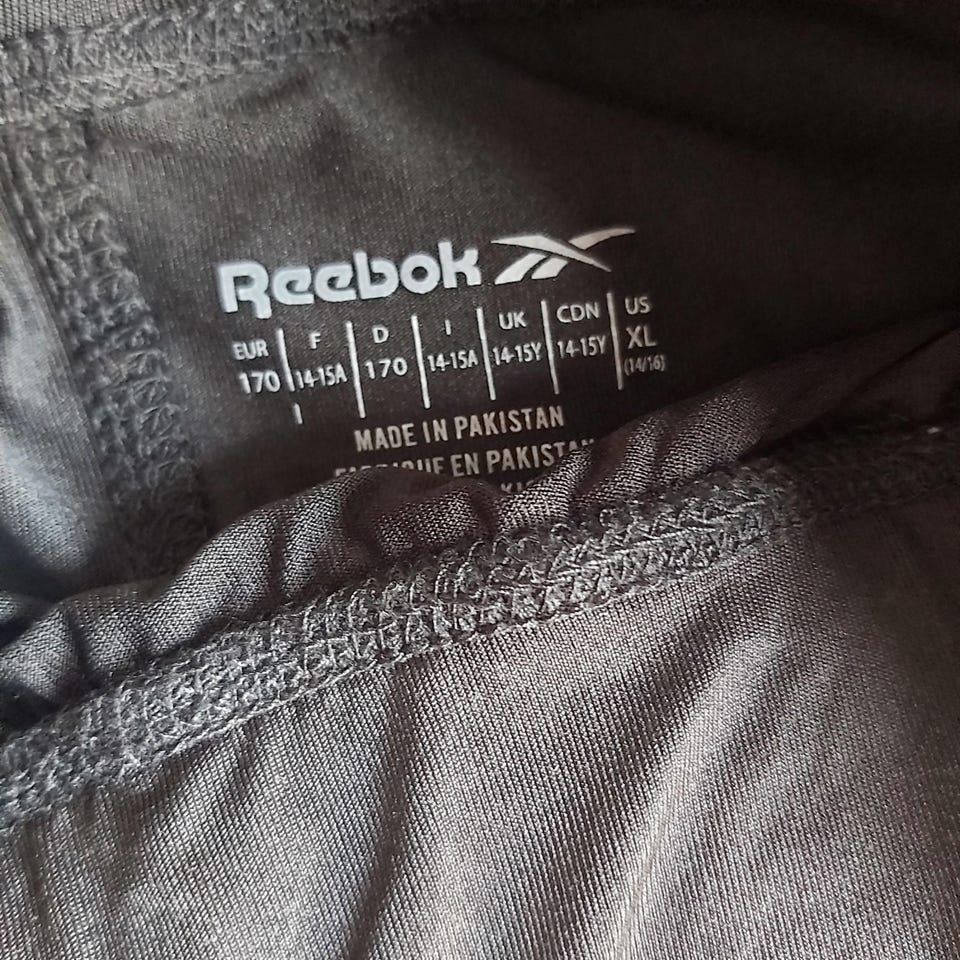 Reebok
EUR F D I UK CDN US
170 14-15A 170 14-15A 14-15Y 14-15Y XL
(14/16)
MADE IN PAKISTAN
EN